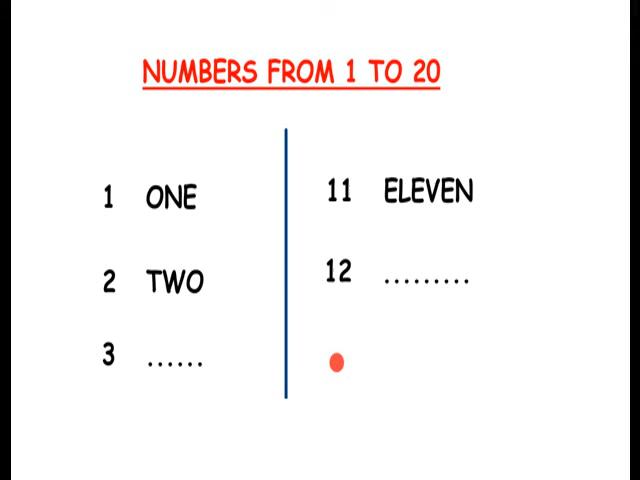 NUMBERS FROM 1 TO 20
1 ONE
2 TWO
3 ......
11 ELEVEN
12 .........